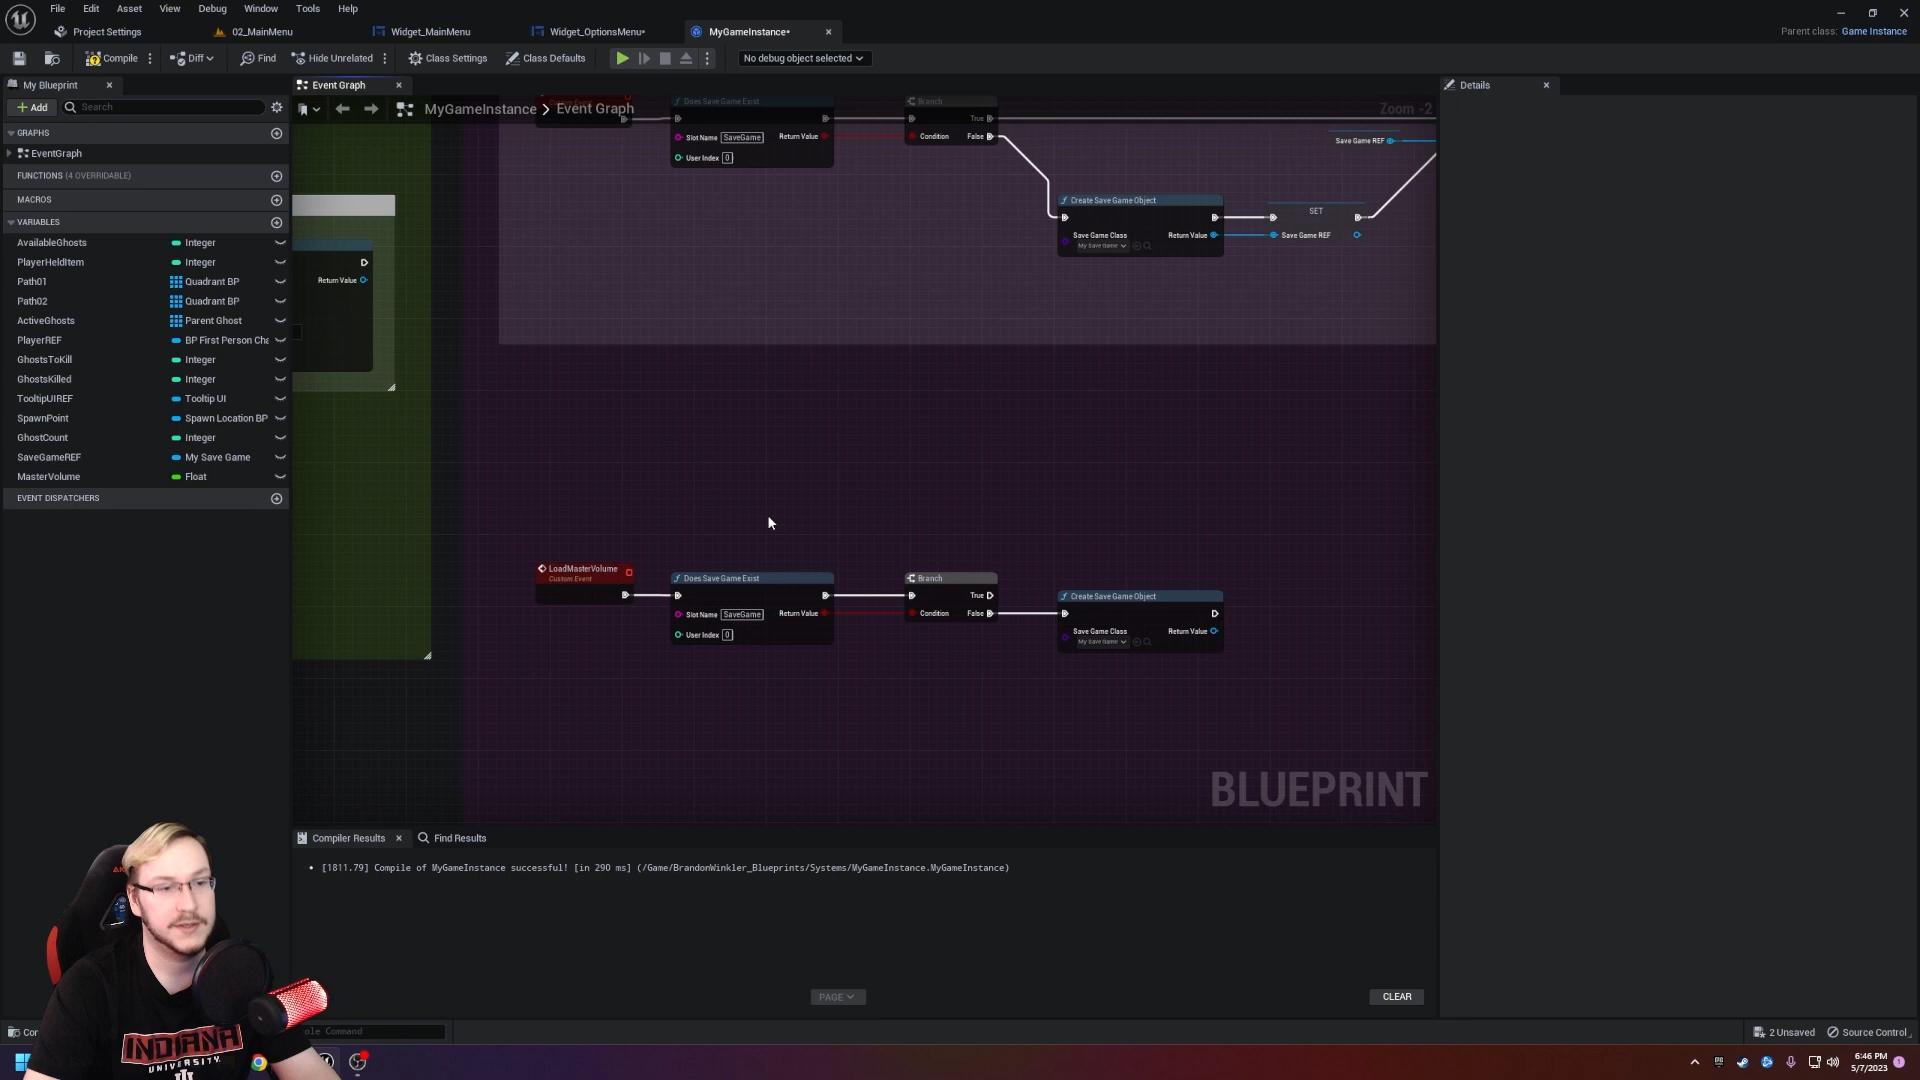 File Edit Asset View Debug Window Tools Help
Project Settings 02_MainMenu Widget_MainMenu Widget_OptionsMenu• MyGameInstance•
Parent class: Game Instance
Compile Diff Find Hide Unrelated Class Settings Class Defaults No debug object selected
My Blueprint Event Graph Details
Add Search
MyGameInstance > Event Graph Zoom -2
GRAPHS
EventGraph
FUNCTIONS (4 OVERRIDABLE)
MACROS
VARIABLES
AvailableGhosts Integer
PlayerHeldItem Integer
Path01 Quadrant BP
Path02 Quadrant BP
ActiveGhosts Parent Ghost
PlayerREF BP First Person Cha
GhostsToKill Integer
GhostsKilled Integer
TooltipUIREF Tooltip UI
SpawnPoint Spawn Location BP
GhostCount Integer
SaveGameREF My Save Game
MasterVolume Float
EVENT DISPATCHERS
Return Value
Does Save Game Exist
Slot Name SaveGame Return Value
User Index 0
Branch
True
Condition False
Save Game REF
Create Save Game Object
Save Game Class Return Value
My Save Game
SET
Save Game REF
LoadMasterVolume
Custom Event
Does Save Game Exist
Slot Name SaveGame Return Value
User Index 0
Branch
True
Condition False
Create Save Game Object
Save Game Class Return Value
My Save Game
BLUEPRINT
Compiler Results Find Results
[1811.79] Compile of MyGameInstance successful! [in 290 ms] (/Game/BrandonWinkler_Blueprints/Systems/MyGameInstance.MyGameInstance)
PAGE CLEAR
2 Unsaved Source Control
INDIANA
UNIVERSITY
6:46 PM
5/7/2023
1